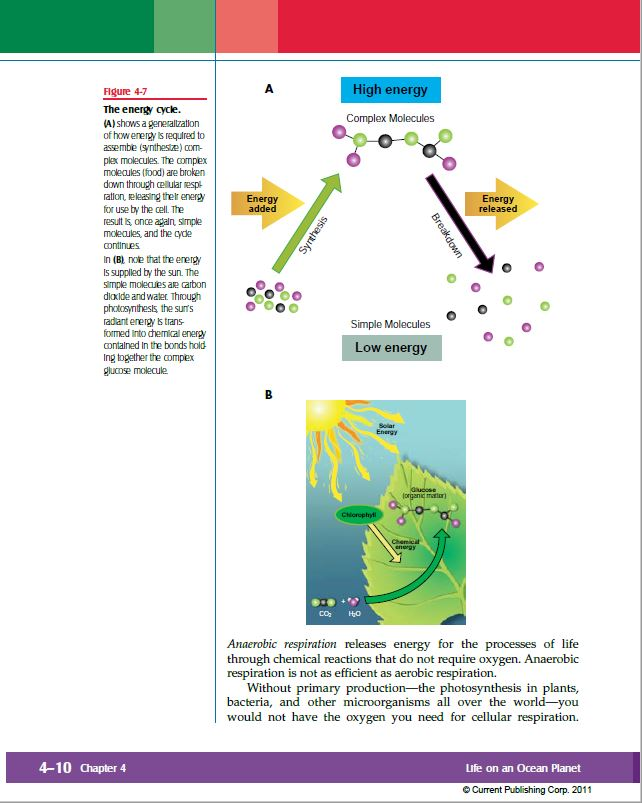 Figure 4-7
The energy cycle.
(A) shows a generalization
of how energy is required to
assemble (synthesize) com-
plex molecules. The complex
molecules (food) are broken
down through cellular respi-
ration, releasing their energy
for use by the cell. The
result is, once again, simple
molecules, and the cycle
continues.
In (B), note that the energy
is supplied by the sun. The
simple molecules are carbon
dioxide and water. Through
photosynthesis, the sun's
radiant energy is trans-
formed into chemical energy
contained in the bonds hold-
ing together the complex
glucose molecule.
A
High energy
Complex Molecules
Energy
added
Synthesis
Breakdown
Energy
released
Simple Molecules
Low energy
B
Solar
Energy
Glucose
(organic matter)
Chlorophyll
Chemical
energy
+
CO₂
H₂O
Anaerobic respiration releases energy for the processes of life
through chemical reactions that do not require oxygen. Anaerobic
respiration is not as efficient as aerobic respiration.
Without primary production—the photosynthesis in plants,
bacteria, and other microorganisms all over the world—you
would not have the oxygen you need for cellular respiration.
4–10 Chapter 4
Life on an Ocean Planet
© Current Publishing Corp. 2011